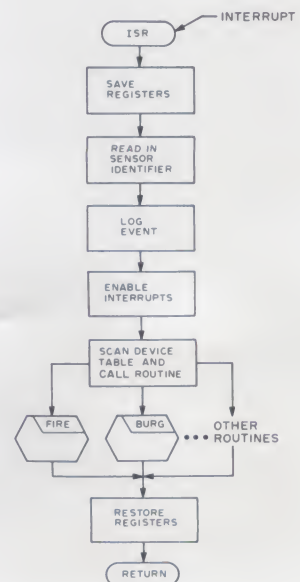 INTERRUPT
ISR
SAVE
REGISTERS
READ IN
SENSOR
IDENTIFIER
LOG
EVENT
ENABLE
INTERRUPTS
SCAN DEVICE
TABLE AND
CALL ROUTINE
FIRE
BURG
••• OTHER
ROUTINES
RESTORE
REGISTERS
RETURN